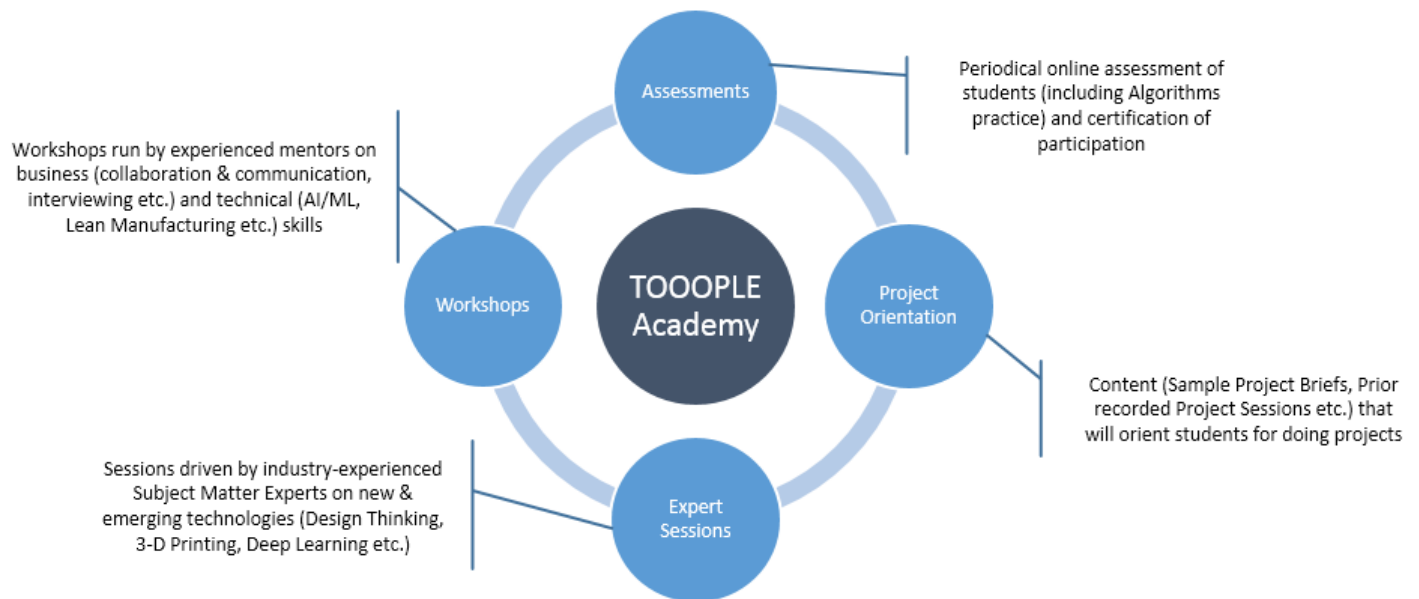 Assessments
Periodical online assessment of
students (including Algorithms
practice) and certification of
participation
Workshops run by experienced mentors on
business (collaboration & communication,
interviewing etc.) and technical (AI/ML,
Lean Manufacturing etc.) skills
Workshops
TOOOPLE
Academy
Project
Orientation
Content (Sample Project Briefs, Prior
recorded Project Sessions etc.) that
will orient students for doing projects
Sessions driven by industry-experienced
Subject Matter Experts on new &
emerging technologies (Design Thinking,
3-D Printing, Deep Learning etc.)
Expert
Sessions